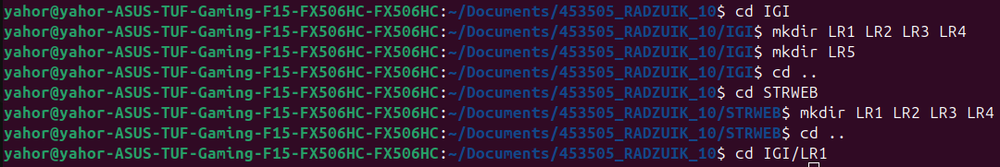 yahor@yahor-ASUS-TUF-Gaming-F15-FX506HC-FX506HC:~/Documents/453505_RADZUIK_10$ cd IGI
yahor@yahor-ASUS-TUF-Gaming-F15-FX506HC-FX506HC:~/Documents/453505_RADZUIK_10/IGI$ mkdir LR1 LR2 LR3 LR4
yahor@yahor-ASUS-TUF-Gaming-F15-FX506HC-FX506HC:~/Documents/453505_RADZUIK_10/IGI$ mkdir LR5
yahor@yahor-ASUS-TUF-Gaming-F15-FX506HC-FX506HC:~/Documents/453505_RADZUIK_10/IGI$ cd ..
yahor@yahor-ASUS-TUF-Gaming-F15-FX506HC-FX506HC:~/Documents/453505_RADZUIK_10$ cd STRWEB
yahor@yahor-ASUS-TUF-Gaming-F15-FX506HC-FX506HC:~/Documents/453505_RADZUIK_10/STRWEB$ mkdir LR1 LR2 LR3 LR4
yahor@yahor-ASUS-TUF-Gaming-F15-FX506HC-FX506HC:~/Documents/453505_RADZUIK_10/STRWEB$ cd ..
yahor@yahor-ASUS-TUF-Gaming-F15-FX506HC-FX506HC:~/Documents/453505_RADZUIK_10$ cd IGI/LR1